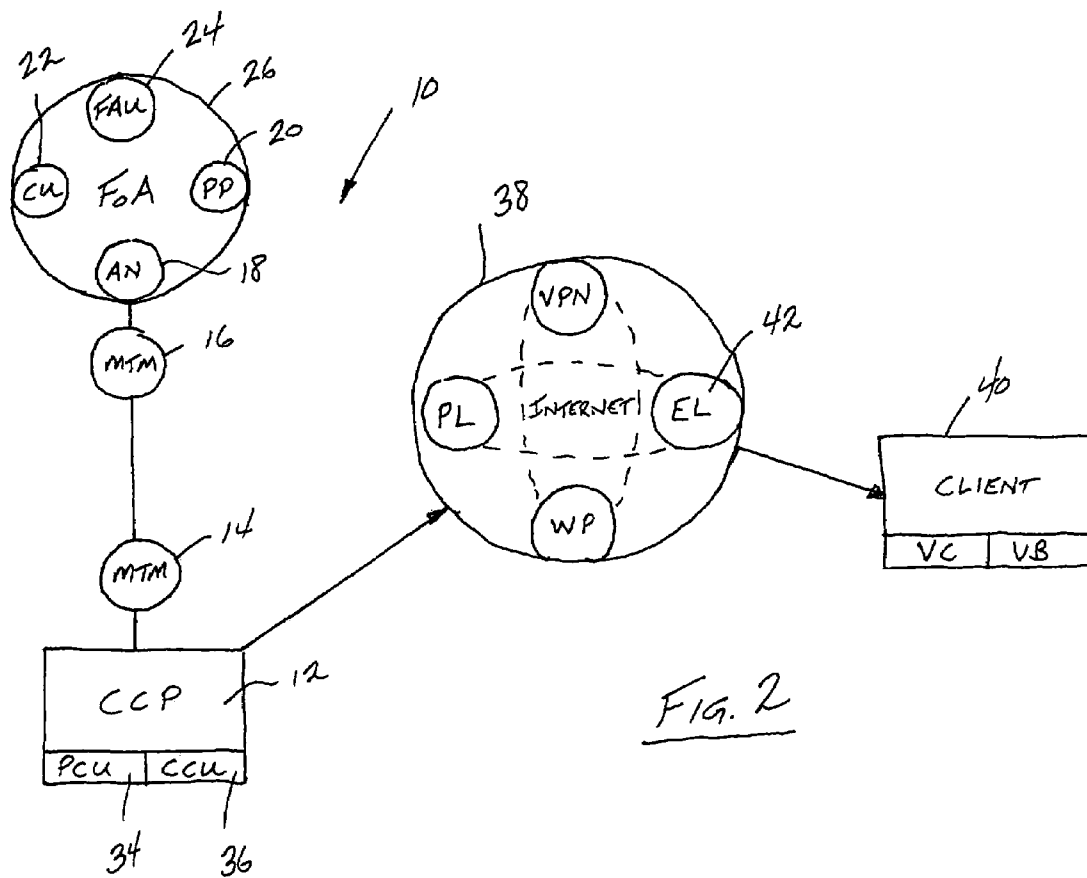 24
22
26
10
FAU
20
CU
FoA
PP
38
AN
18
VPN
42
16
MTM
40
PL
INTERNET
EL
CLIENT
WP
14
VC
VB
MTM
12
CCP
FIG. 2
PCU
CCU
34
36